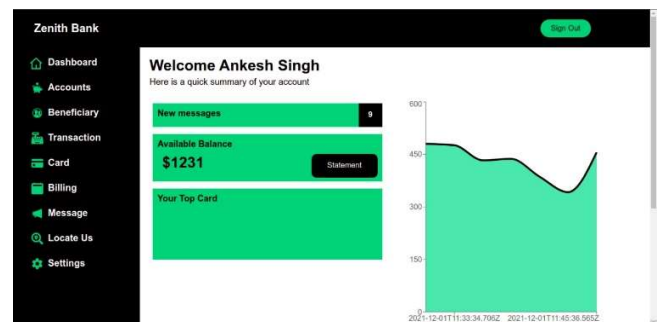 Zenith Bank
Sign Out
Dashboard
Accounts
Beneficiary
Transaction
Card
Billing
Message
Locate Us
Settings
Welcome Ankesh Singh
Here is a quick summary of your account
New messages 9
Available Balance
$1231
Statement
Your Top Card
600
450
300
150
0
2021-12-01T11:33:34.706Z 2021-12-01T11:45:36.565Z